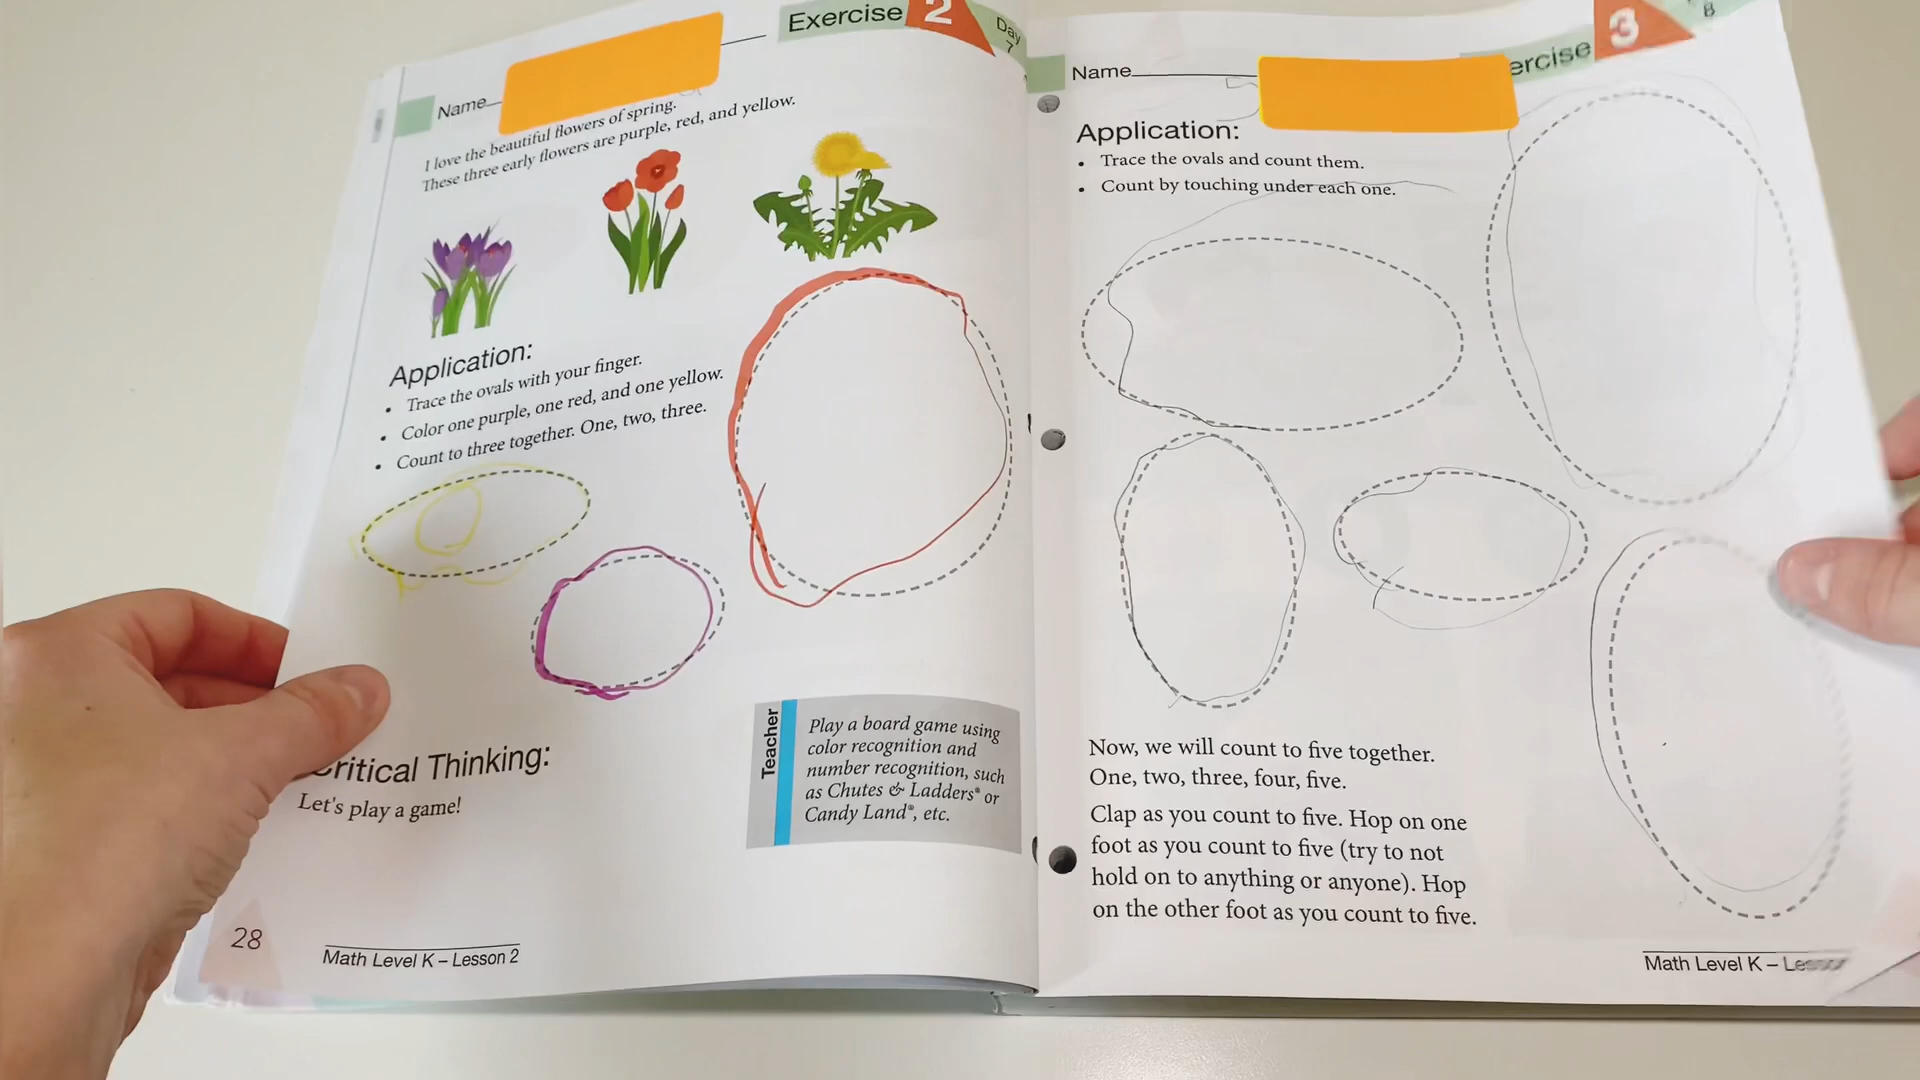 Exercise 2
Day 7
Name
I love the beautiful flowers of spring.
These three early flowers are purple, red, and yellow.
Application:
• Trace the ovals with your finger.
• Color one purple, one red, and one yellow.
• Count to three together. One, two, three.
Critical Thinking:
Let's play a game!
Teacher
Play a board game using
color recognition and
number recognition, such
as Chutes & Ladders® or
Candy Land®, etc.
28
Math Level K – Lesson 2
ercise 3
8
Name
Application:
• Trace the ovals and count them.
• Count by touching under each one.
Now, we will count to five together.
One, two, three, four, five.
Clap as you count to five. Hop on one
foot as you count to five (try to not
hold on to anything or anyone). Hop
on the other foot as you count to five.
Math Level K – Lesson